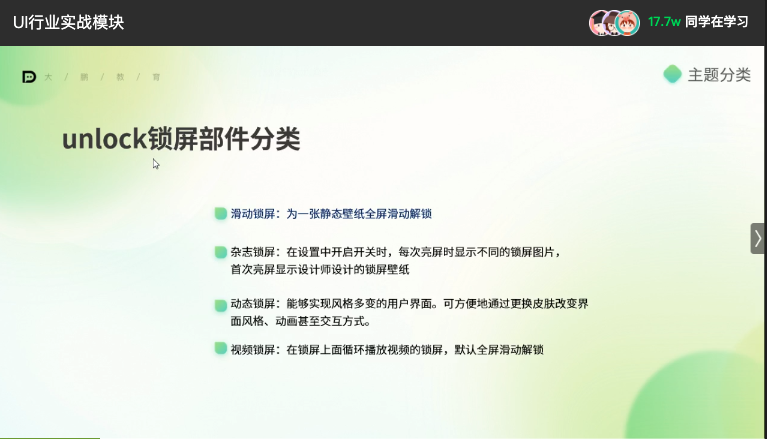 UI行业实战模块
17.7w 同学在学习
大 / 鹏 / 教 / 育
主题分类
unlock锁屏部件分类
滑动锁屏：为一张静态壁纸全屏滑动解锁
杂志锁屏：在设置中开启开关时，每次亮屏时显示不同的锁屏图片，
首次亮屏显示设计师设计的锁屏壁纸
动态锁屏：能够实现风格多变的用户界面。可方便地通过更换皮肤改变界
面风格、动画甚至交互方式。
视频锁屏：在锁屏上面循环播放视频的锁屏，默认全屏滑动解锁